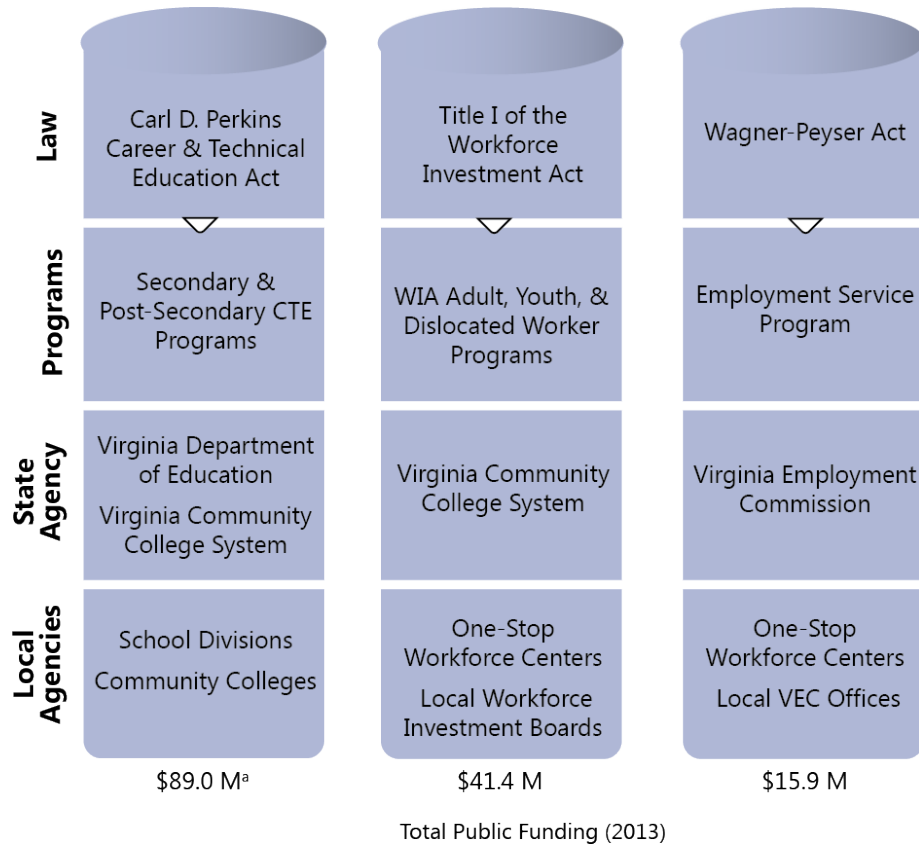 Law
Carl D. Perkins
Career & Technical
Education Act
Title I of the
Workforce
Investment Act
Wagner-Peyser Act
Programs
Secondary &
Post-Secondary CTE
Programs
WIA Adult, Youth, &
Dislocated Worker
Programs
Employment Service
Program
State
Agency
Virginia Department
of Education
Virginia Community
College System
Virginia Community
College System
Virginia Employment
Commission
Local
Agencies
School Divisions
Community Colleges
One-Stop
Workforce Centers
Local Workforce
Investment Boards
One-Stop
Workforce Centers
Local VEC Offices
$89.0 Mᵃ
$41.4 M
$15.9 M
Total Public Funding (2013)